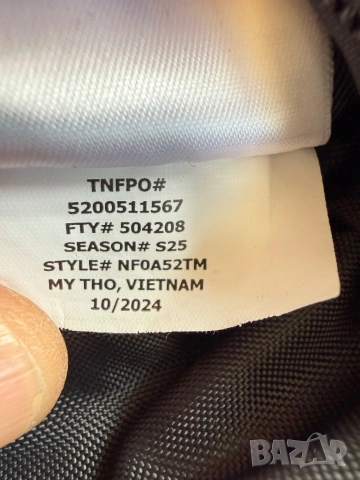 TNFPO#
5200511567
FTY# 504208
SEASON# S25
STYLE# NF0A52TM
MY THO, VIETNAM
10/2024
BAZAR.BG